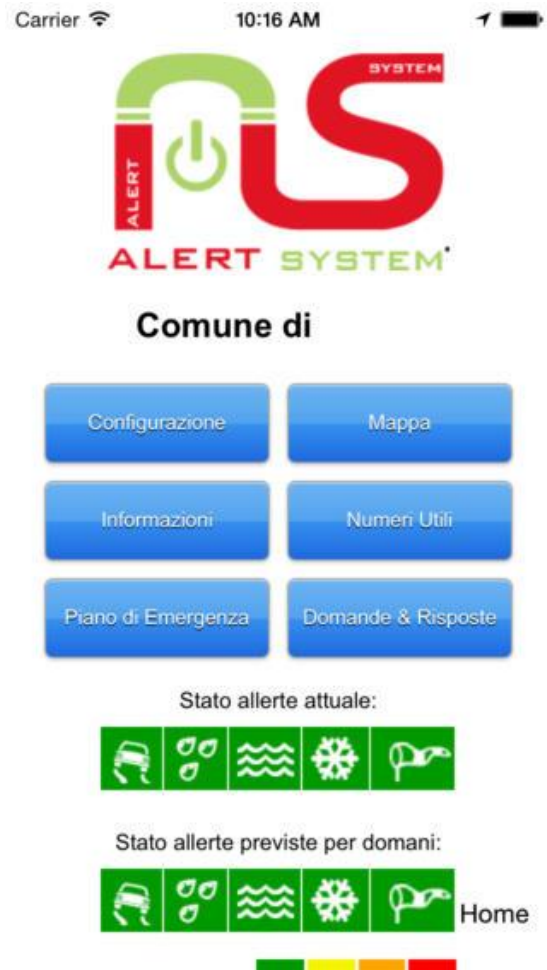 Carrier 10:16 AM
SYSTEM
ALERT
ALERT SYSTEM
Comune di
Configurazione Mappa
Informazioni Numeri Utili
Piano di Emergenza Domande & Risposte
Stato allerte attuale:
Stato allerte previste per domani:
Home